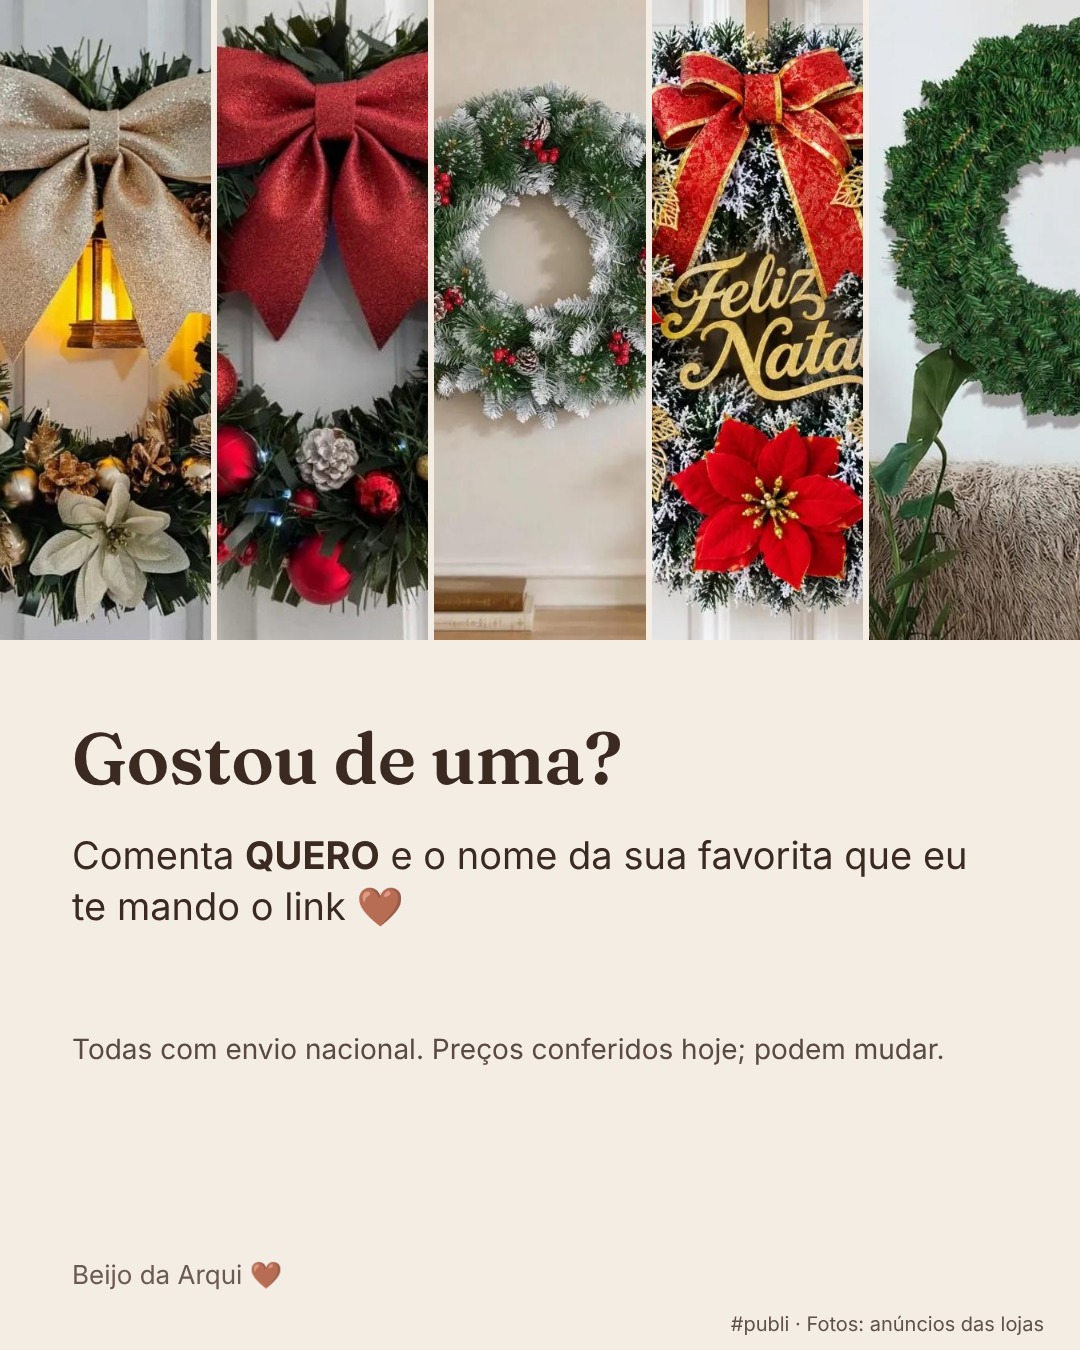 Feliz
Natal
Gostou de uma?
Comenta QUERO e o nome da sua favorita que eu
te mando o link 🤎
Todas com envio nacional. Preços conferidos hoje; podem mudar.
Beijo da Arqui 🤎
#publi · Fotos: anúncios das lojas